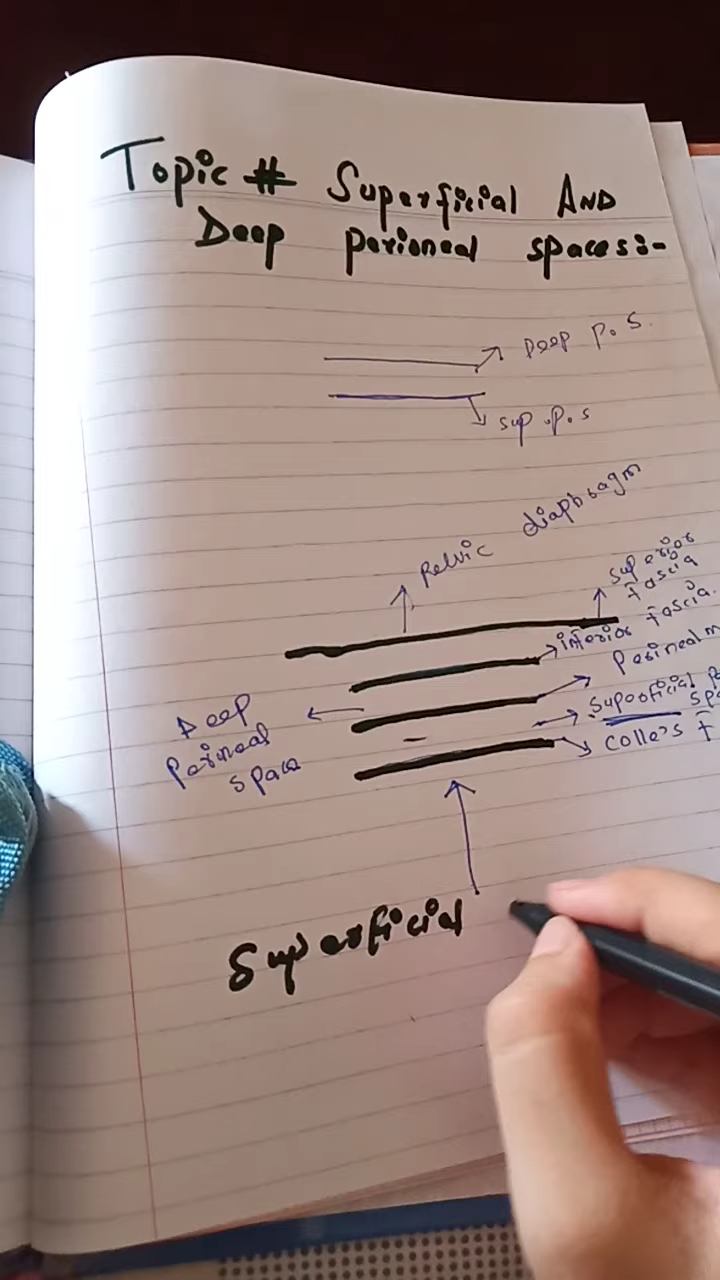 Topic # Superficial AND
Deep perioneal spaces:-
Deep P.S.
sup.P.S
Pelvic diaphragm
superior
fascia
inferior fascia.
Perineal m
Superficial
Colle's F
Deep
Perineal
space
Superficial